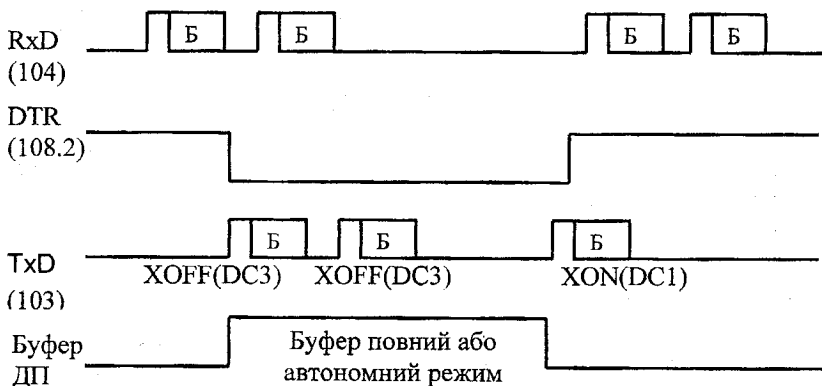 RxD
(104)
Б Б Б Б
DTR
(108.2)
Б Б Б
TxD
XOFF(DC3) XOFF(DC3) XON(DC1)
(103)
Буфер
ДП
Буфер повний або
автономний режим